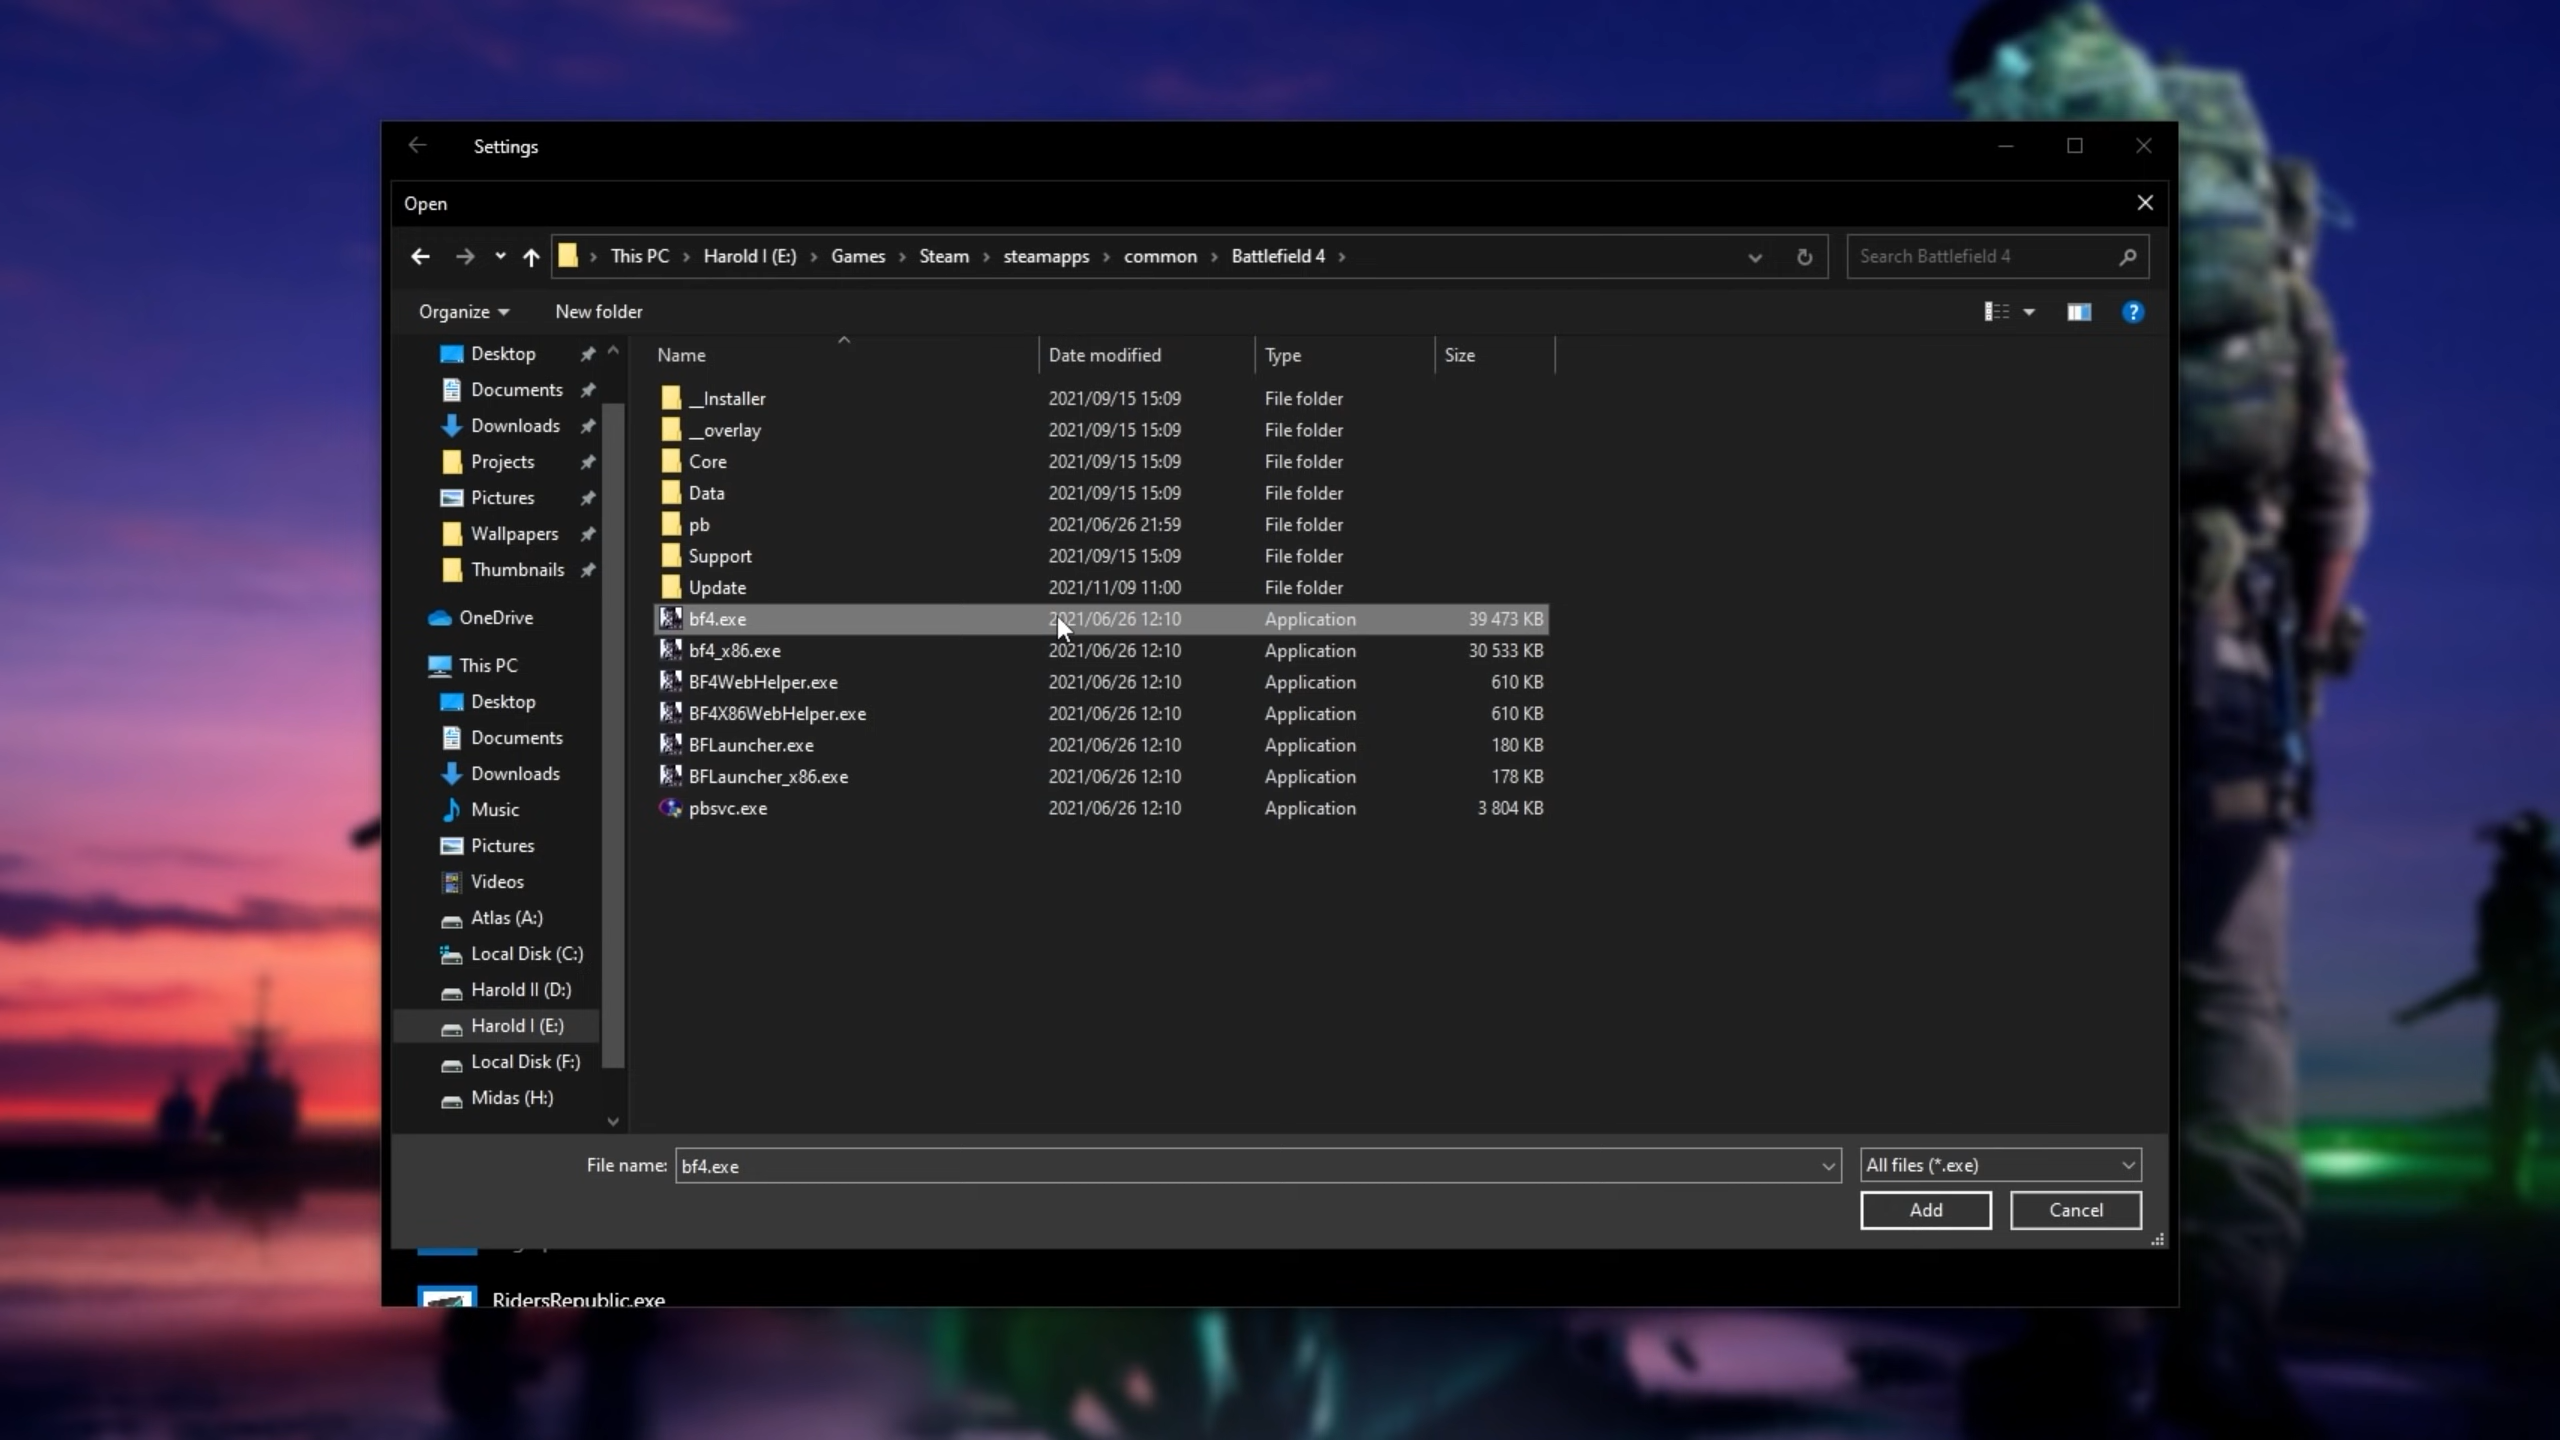 Settings
Open
This PC > Harold I (E:) > Games > Steam > steamapps > common > Battlefield 4 >
Search Battlefield 4
Organize
New folder
Name
Date modified
Type
Size
Desktop
Documents
Downloads
Projects
Pictures
Wallpapers
Thumbnails
OneDrive
This PC
Desktop
Documents
Downloads
Music
Pictures
Videos
Atlas (A:)
Local Disk (C:)
Harold II (D:)
Harold I (E:)
Local Disk (F:)
Midas (H:)
__Installer 2021/09/15 15:09 File folder
__overlay 2021/09/15 15:09 File folder
Core 2021/09/15 15:09 File folder
Data 2021/09/15 15:09 File folder
pb 2021/06/26 21:59 File folder
Support 2021/09/15 15:09 File folder
Update 2021/11/09 11:00 File folder
bf4.exe 2021/06/26 12:10 Application 39 473 KB
bf4_x86.exe 2021/06/26 12:10 Application 30 533 KB
BF4WebHelper.exe 2021/06/26 12:10 Application 610 KB
BF4X86WebHelper.exe 2021/06/26 12:10 Application 610 KB
BFLauncher.exe 2021/06/26 12:10 Application 180 KB
BFLauncher_x86.exe 2021/06/26 12:10 Application 178 KB
pbsvc.exe 2021/06/26 12:10 Application 3 804 KB
File name: bf4.exe
All files (*.exe)
Add
Cancel
RidersRepublic.exe